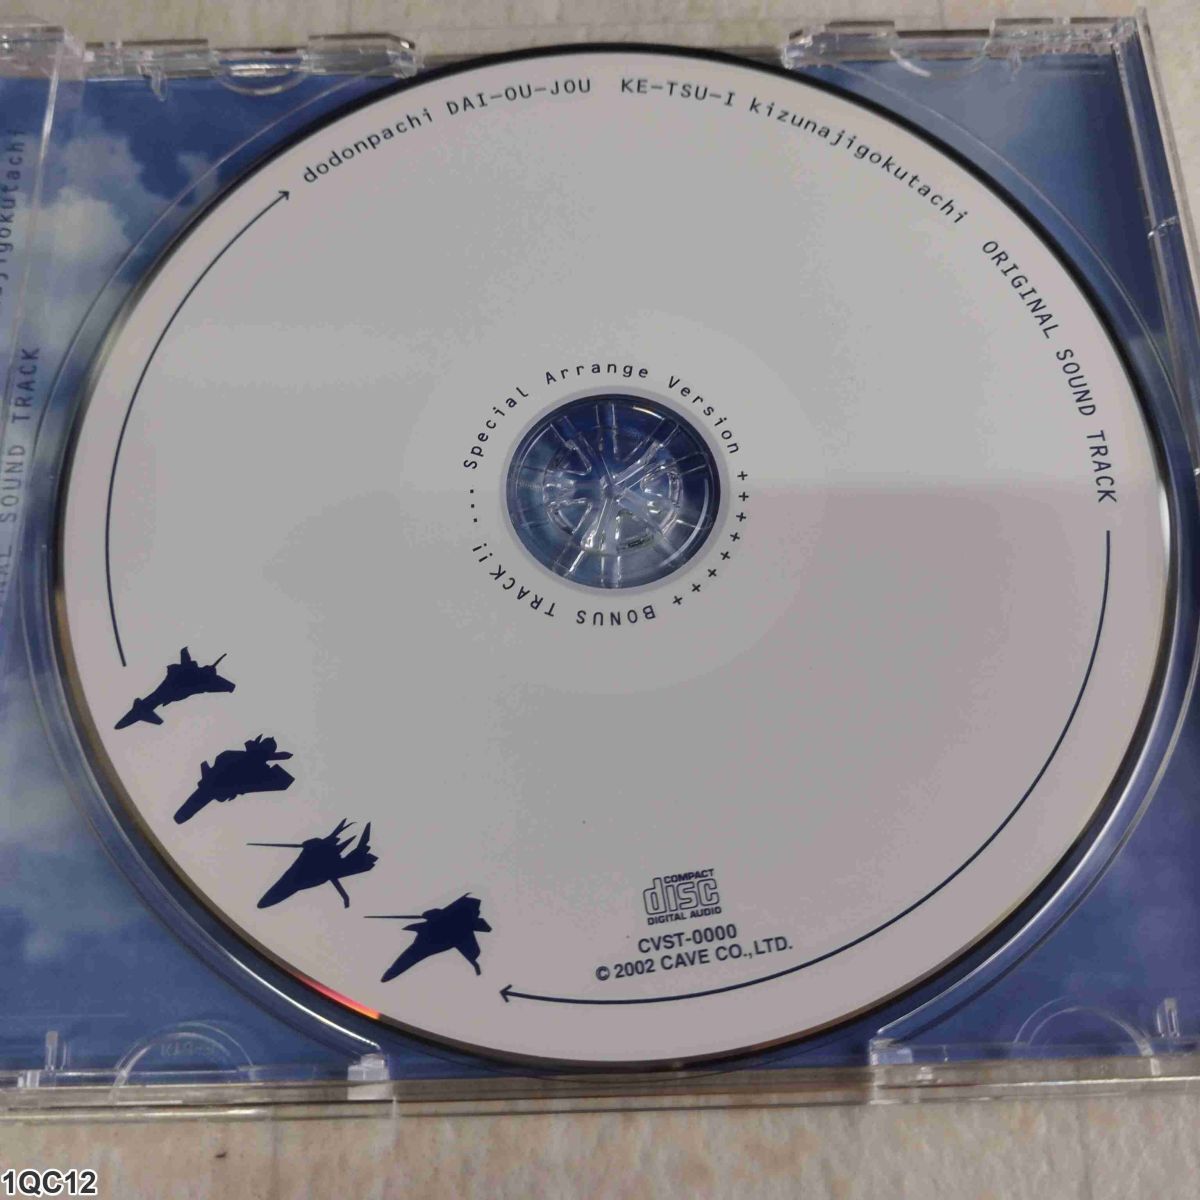 dodonpachi DAI-OU-JOU KE-TSU-I kizunajigokutachi ORIGINAL SOUND TRACK
... Special Arrange Version + + + + + + + + BONUS TRACK!!
COMPACT
disc
DIGITAL AUDIO
CVST-0000
© 2002 CAVE CO.,LTD.
SOUND TRACK
1QC12